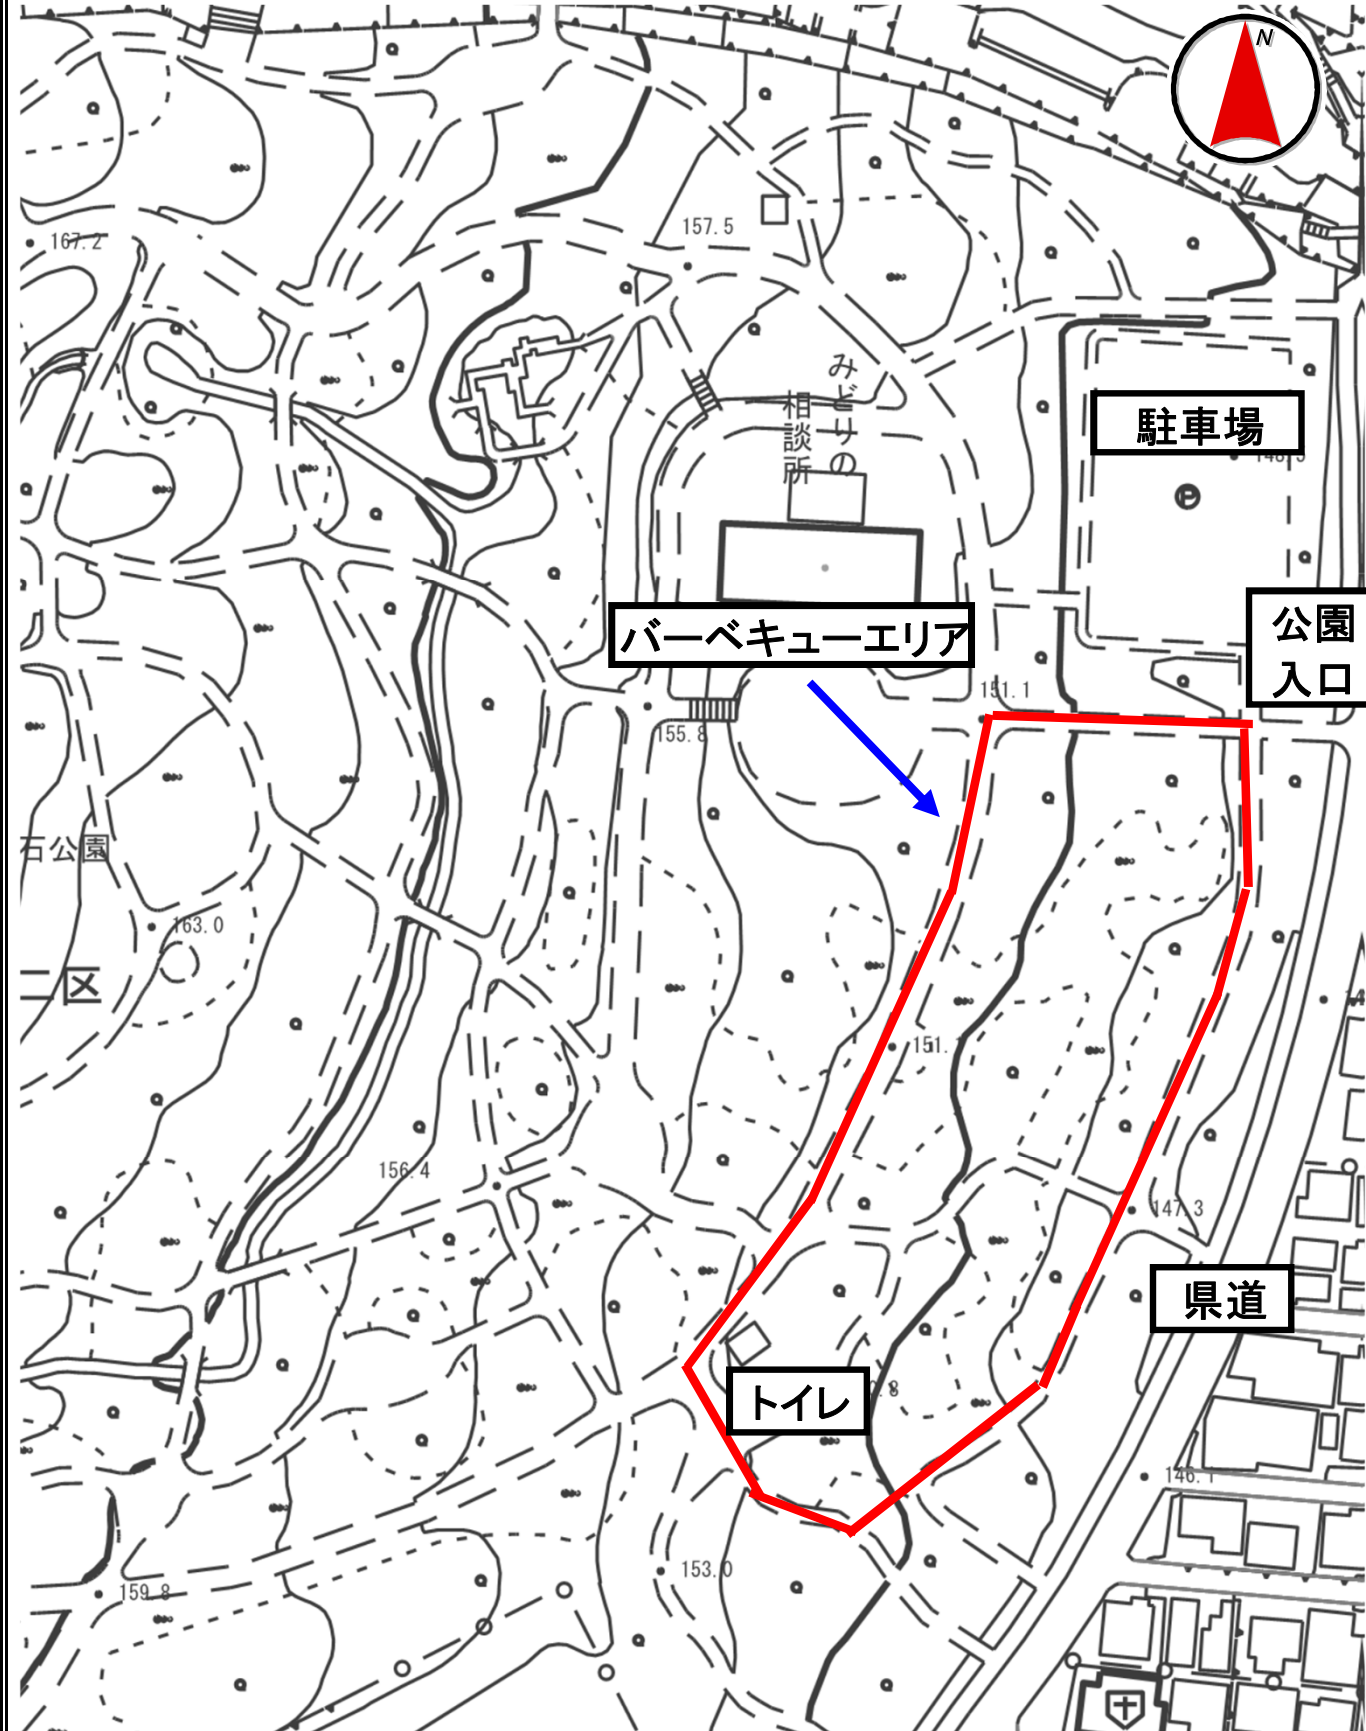 N
157.5
167.2
みどりの
相談所
駐車場
P
バーベキューエリア
公園
入口
151.1
155.8
石公園
163.0
二区
151.
156.4
147.3
県道
トイレ
146.1
153.0
159.8